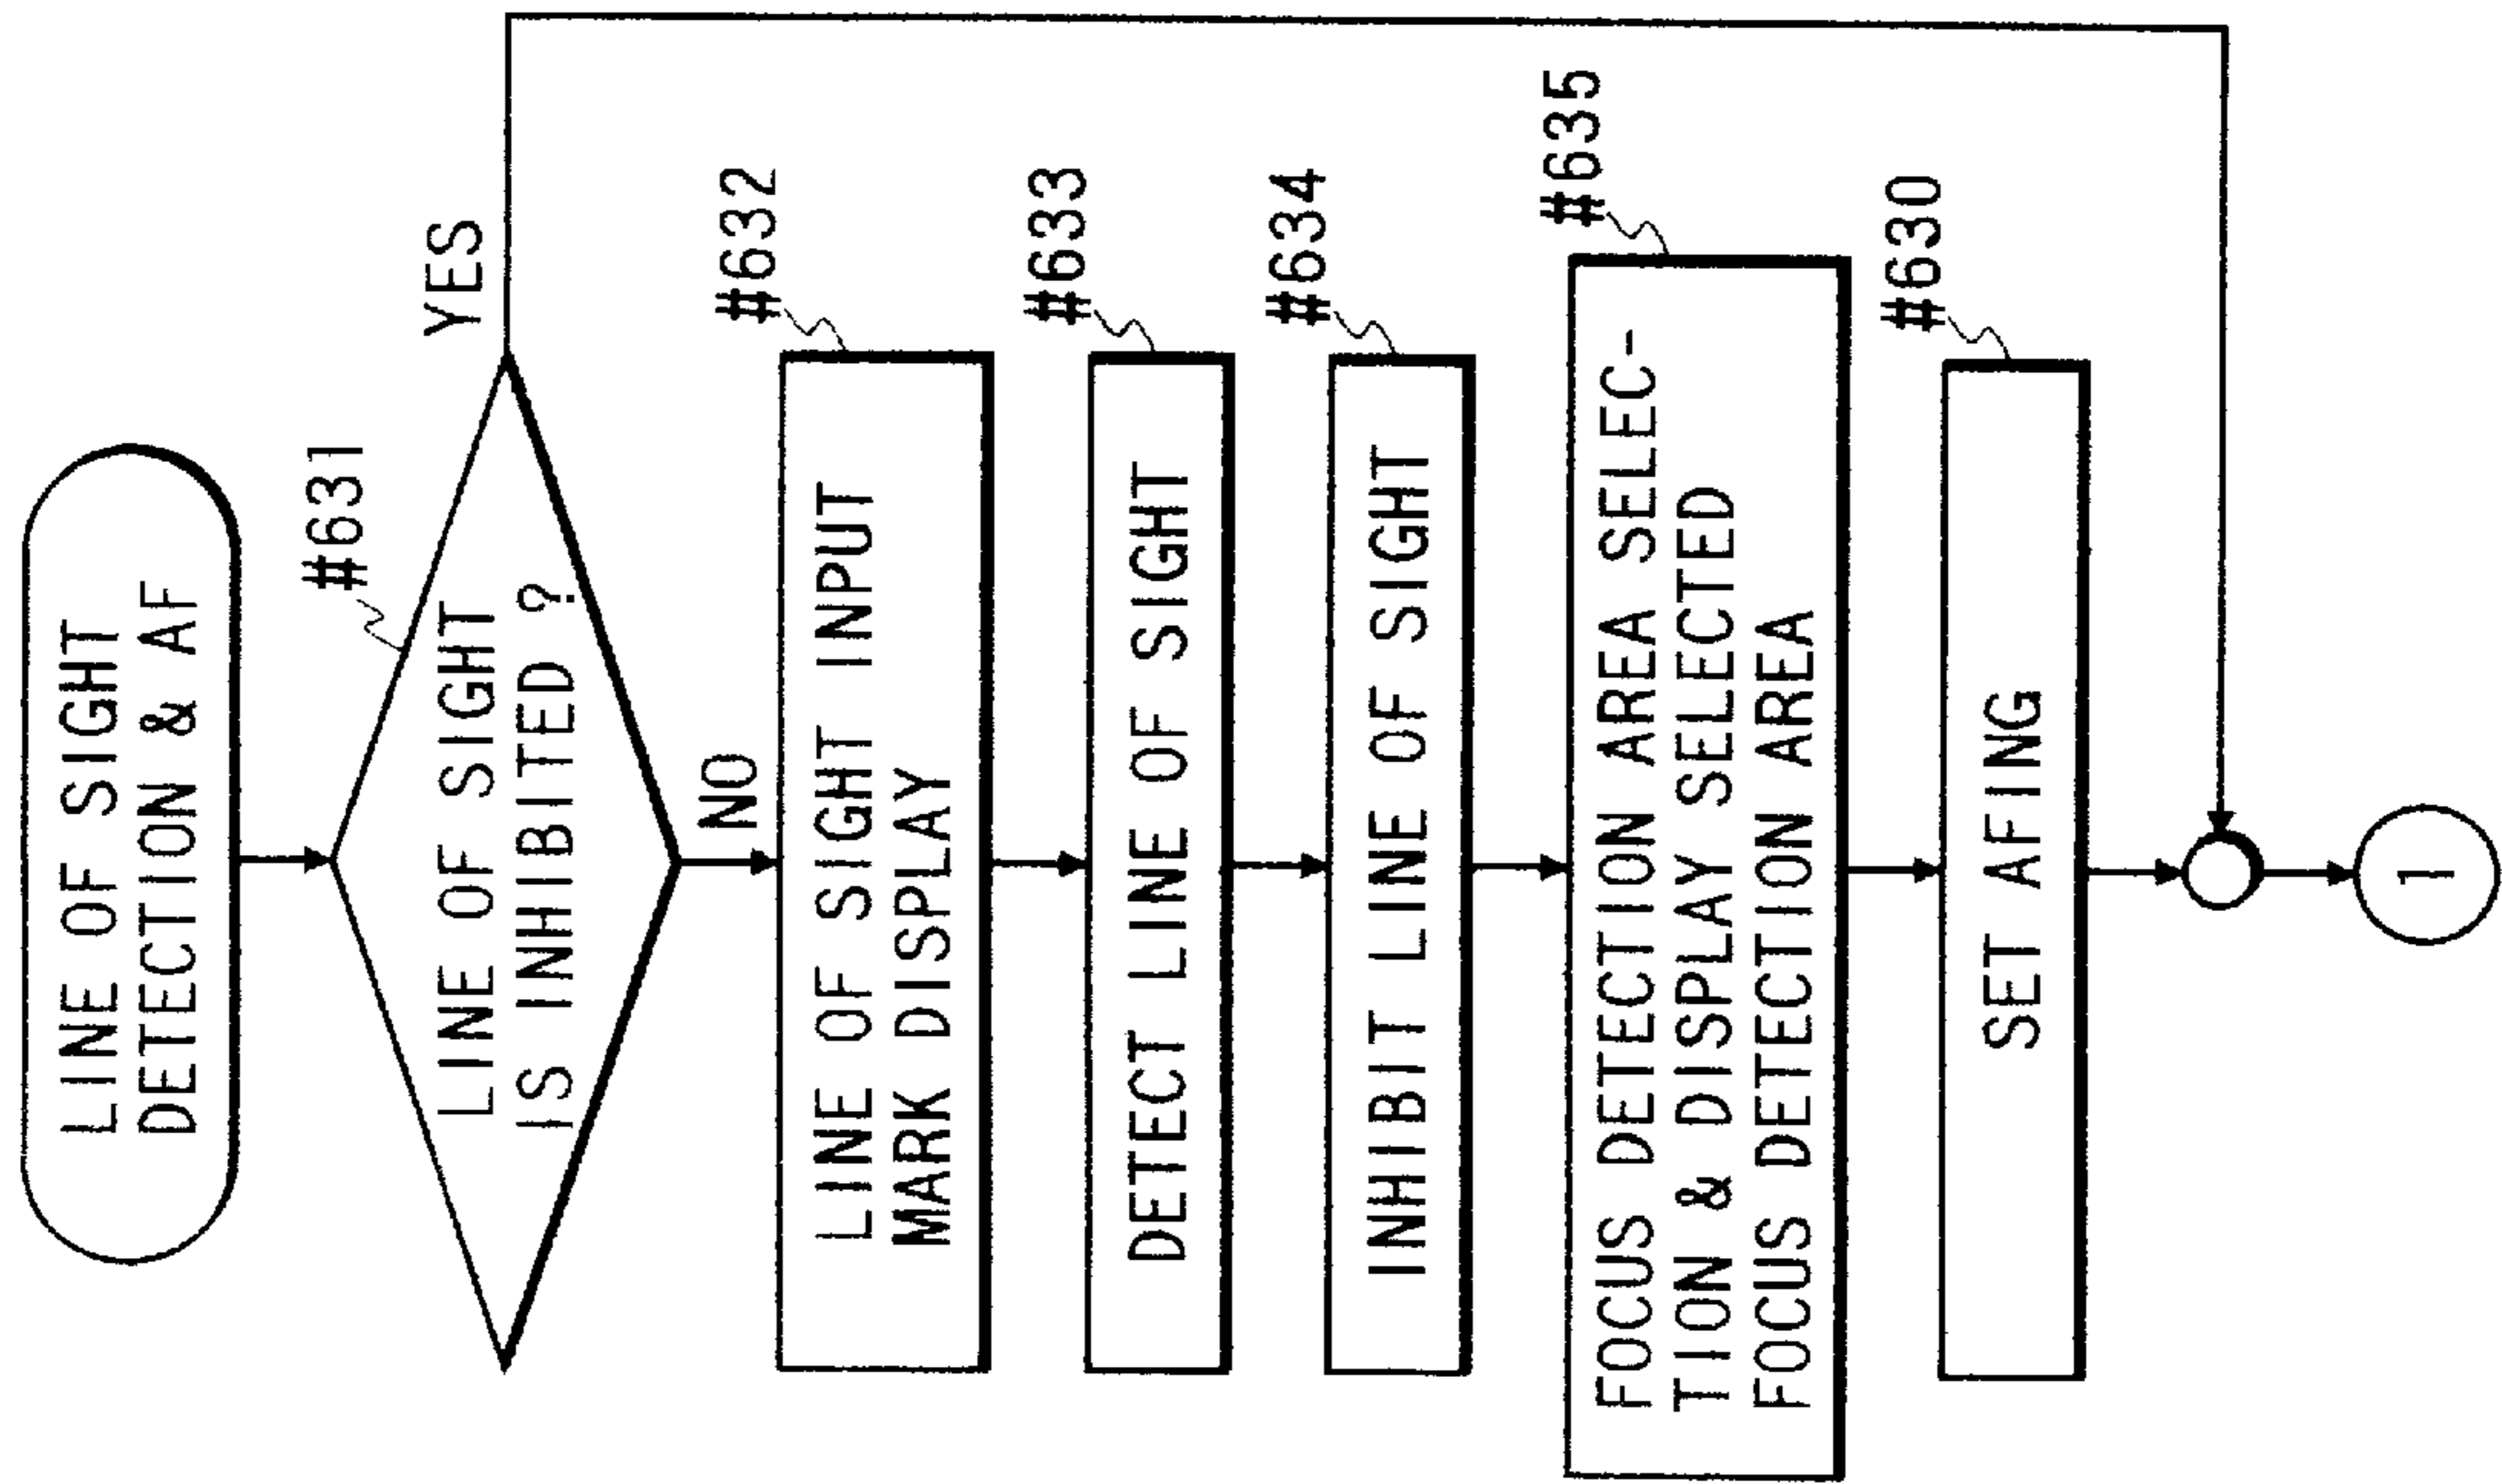 LINE OF SIGHT
DETECTION & AF
#631
LINE OF SIGHT
IS INHIBITED ?
YES
NO
#632
LINE OF SIGHT INPUT
MARK DISPLAY
#633
DETECT LINE OF SIGHT
#634
INHIBIT LINE OF SIGHT
#635
FOCUS DETECTION AREA SELEC-
TION & DISPLAY SELECTED
FOCUS DETECTION AREA
#630
SET AFING
1